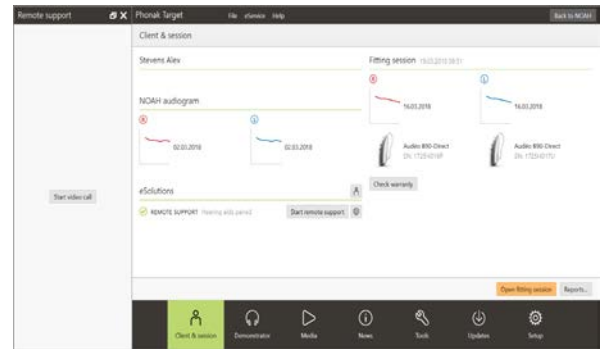 Remote support
Phonak Target
File eService Help
Back to NOAH
Client & session
Stevens Alex
Fitting session
R
L
16.03.2018
16.03.2018
NOAH audiogram
R
L
02.03.2018
02.03.2018
Audéo B90-Direct
Audéo B90-Direct
Check warranty
eSolutions
REMOTE SUPPORT Hearing aids paired
Start remote support
Start video call
Open fitting session
Reports...
Client & session
Demonstrator
Media
News
Tools
Updates
Setup